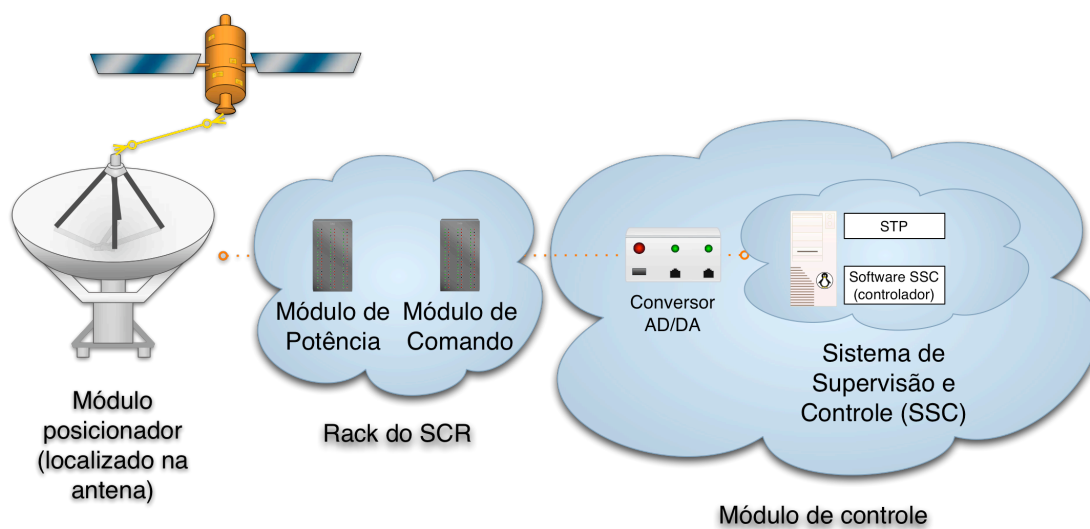 Módulo
posicionador
(localizado na
antena)
Módulo de
Potência
Módulo de
Comando
Rack do SCR
Conversor
AD/DA
STP
Software SSC
(controlador)
Sistema de
Supervisão e
Controle (SSC)
Módulo de controle